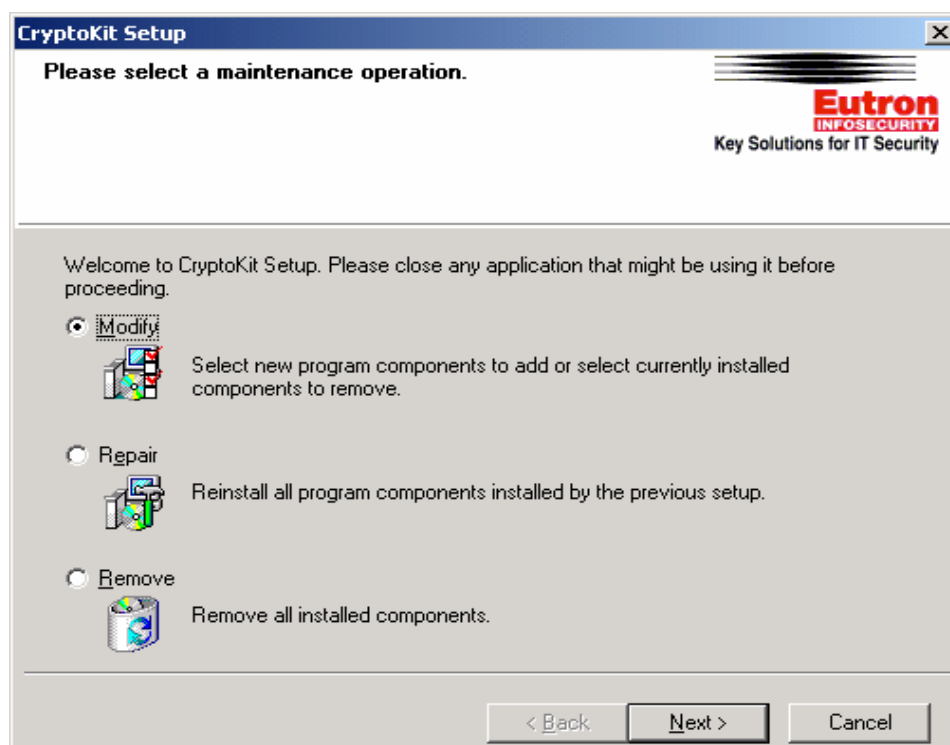 CryptoKit Setup
Please select a maintenance operation.
Eutron
INFOSECURITY
Key Solutions for IT Security
Welcome to CryptoKit Setup. Please close any application that might be using it before
proceeding.
Modify
Select new program components to add or select currently installed
components to remove.
Repair
Reinstall all program components installed by the previous setup.
Remove
Remove all installed components.
< Back
Next >
Cancel